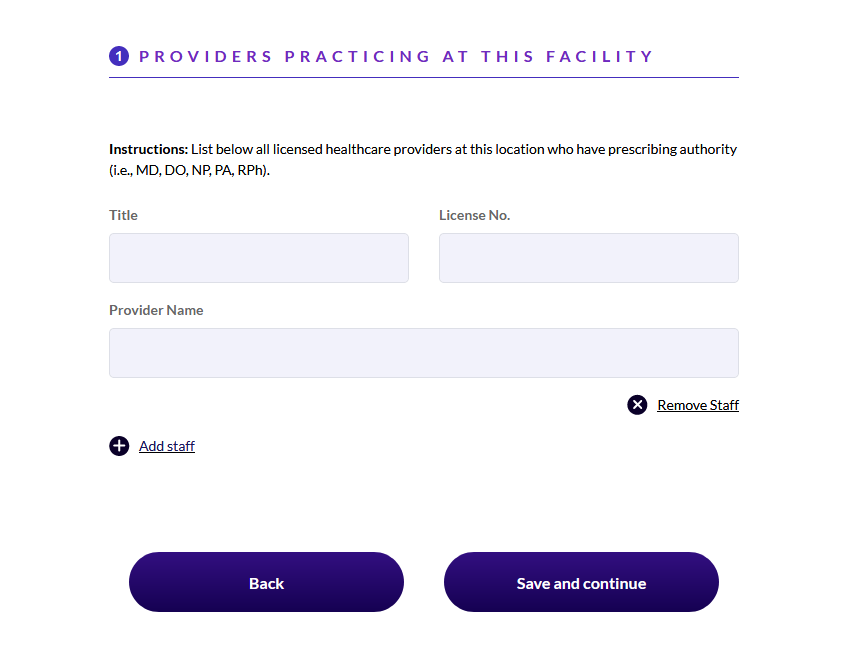 1 PROVIDERS PRACTICING AT THIS FACILITY
Instructions: List below all licensed healthcare providers at this location who have prescribing authority
(i.e., MD, DO, NP, PA, RPh).
Title License No.
Provider Name
Remove Staff
Add staff
Back Save and continue